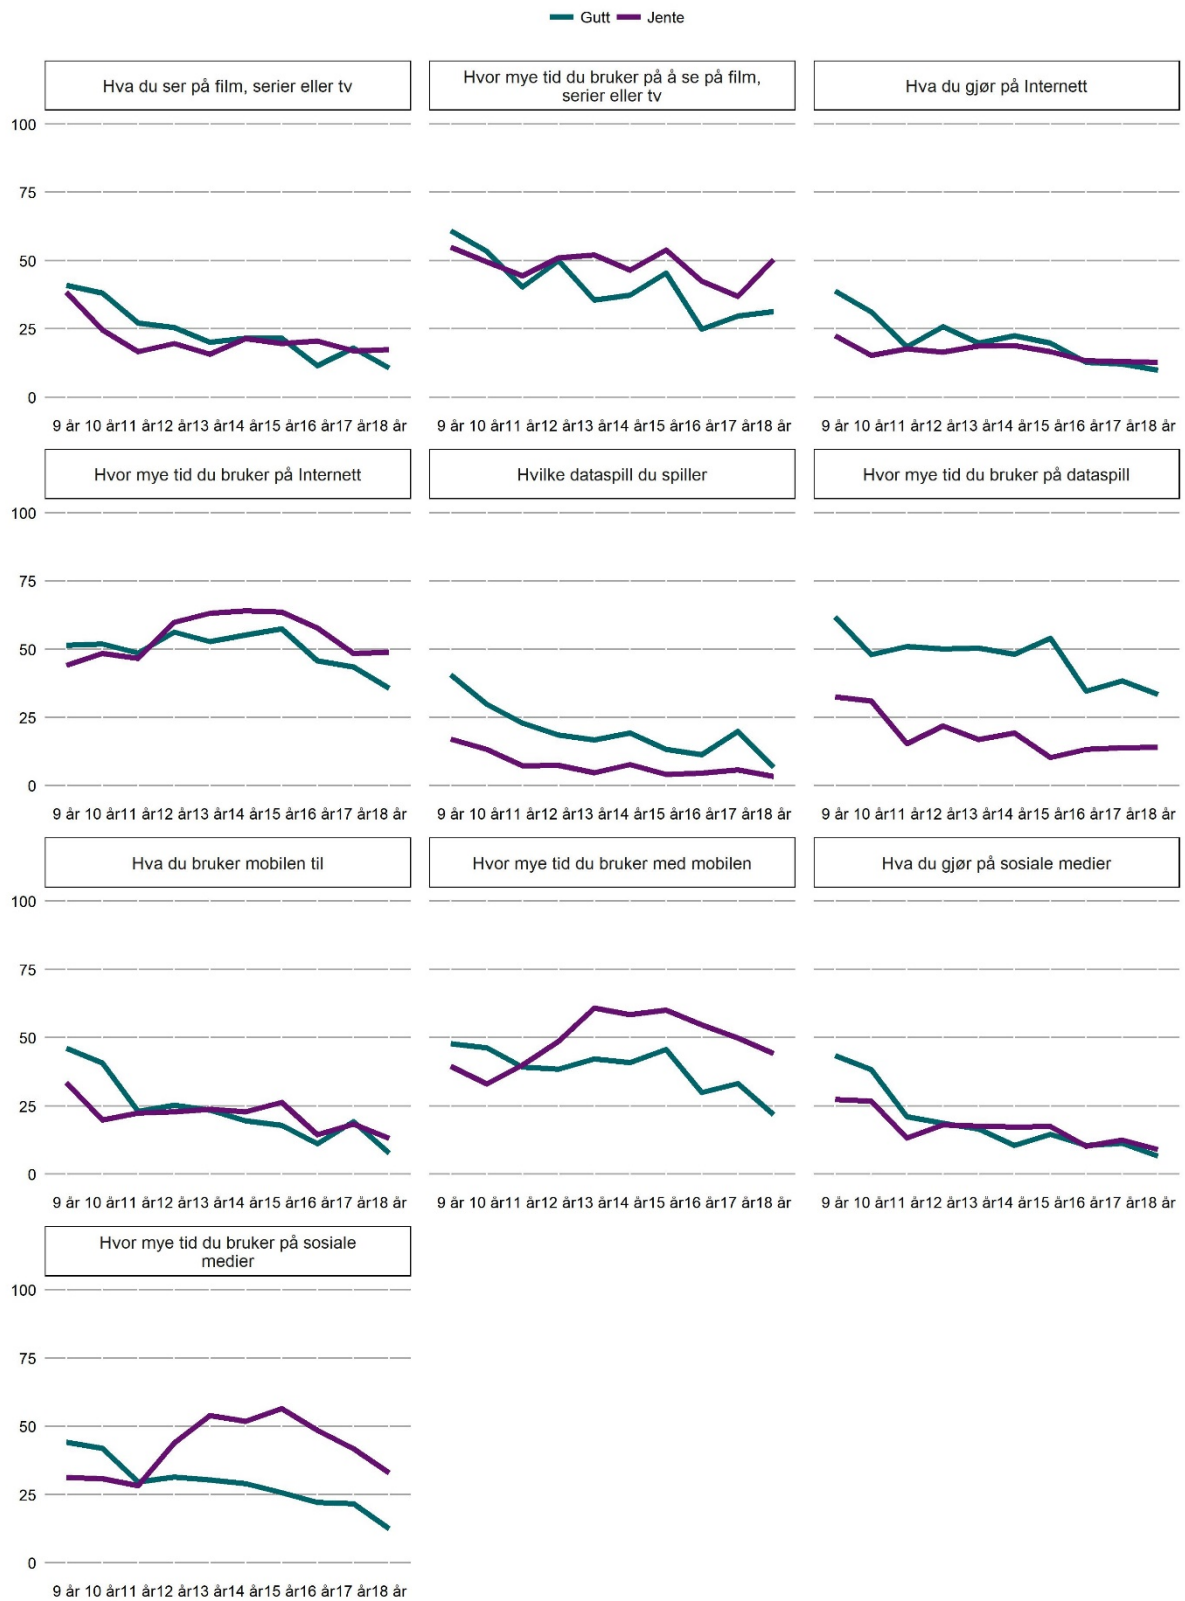 Gutt Jente
Hva du ser på film, serier eller tv
Hvor mye tid du bruker på å se på film,
serier eller tv
Hva du gjør på Internett
100
75
50
25
0
9 år 10 år 11 år 12 år 13 år 14 år 15 år 16 år 17 år 18 år
9 år 10 år 11 år 12 år 13 år 14 år 15 år 16 år 17 år 18 år
9 år 10 år 11 år 12 år 13 år 14 år 15 år 16 år 17 år 18 år
Hvor mye tid du bruker på Internett
Hvilke dataspill du spiller
Hvor mye tid du bruker på dataspill
100
75
50
25
0
9 år 10 år 11 år 12 år 13 år 14 år 15 år 16 år 17 år 18 år
9 år 10 år 11 år 12 år 13 år 14 år 15 år 16 år 17 år 18 år
9 år 10 år 11 år 12 år 13 år 14 år 15 år 16 år 17 år 18 år
Hva du bruker mobilen til
Hvor mye tid du bruker med mobilen
Hva du gjør på sosiale medier
100
75
50
25
0
9 år 10 år 11 år 12 år 13 år 14 år 15 år 16 år 17 år 18 år
9 år 10 år 11 år 12 år 13 år 14 år 15 år 16 år 17 år 18 år
9 år 10 år 11 år 12 år 13 år 14 år 15 år 16 år 17 år 18 år
Hvor mye tid du bruker på sosiale
medier
100
75
50
25
0
9 år 10 år 11 år 12 år 13 år 14 år 15 år 16 år 17 år 18 år